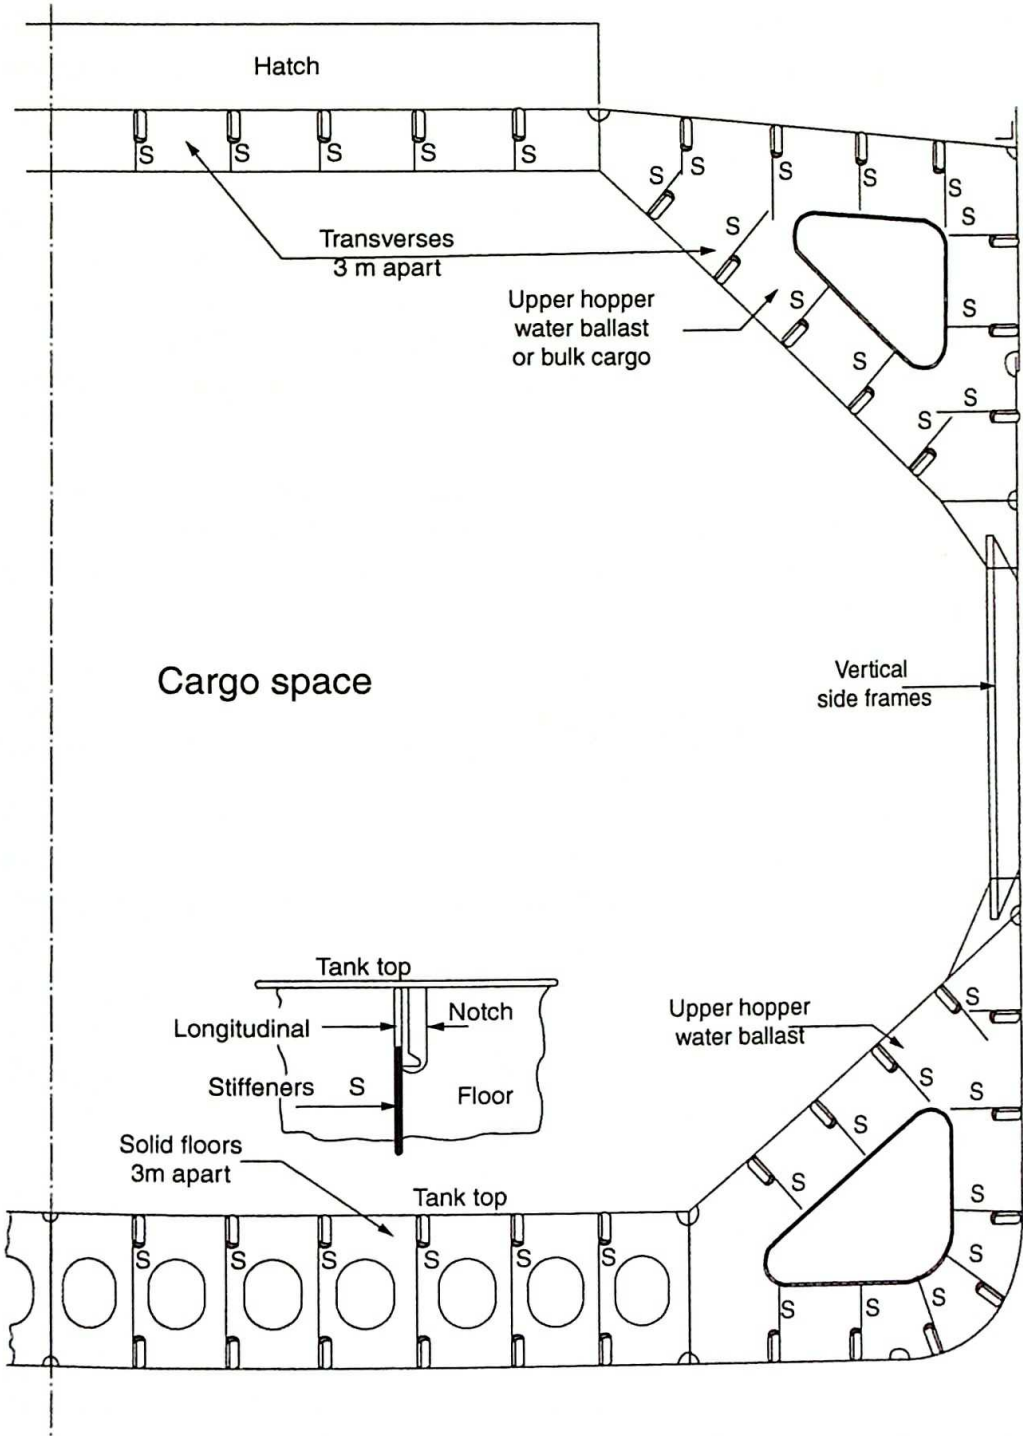 Hatch
S S S S S
S S S S
S
S
S
Transverses
3 m apart
S
S
Upper hopper
water ballast
or bulk cargo
S
S
S
Cargo space
Vertical
side frames
Tank top
Longitudinal
Notch
Stiffeners S
Floor
Upper hopper
water ballast
S
S
S
S
S
S
Solid floors
3m apart
Tank top
S S S S S S
S
S
S
S